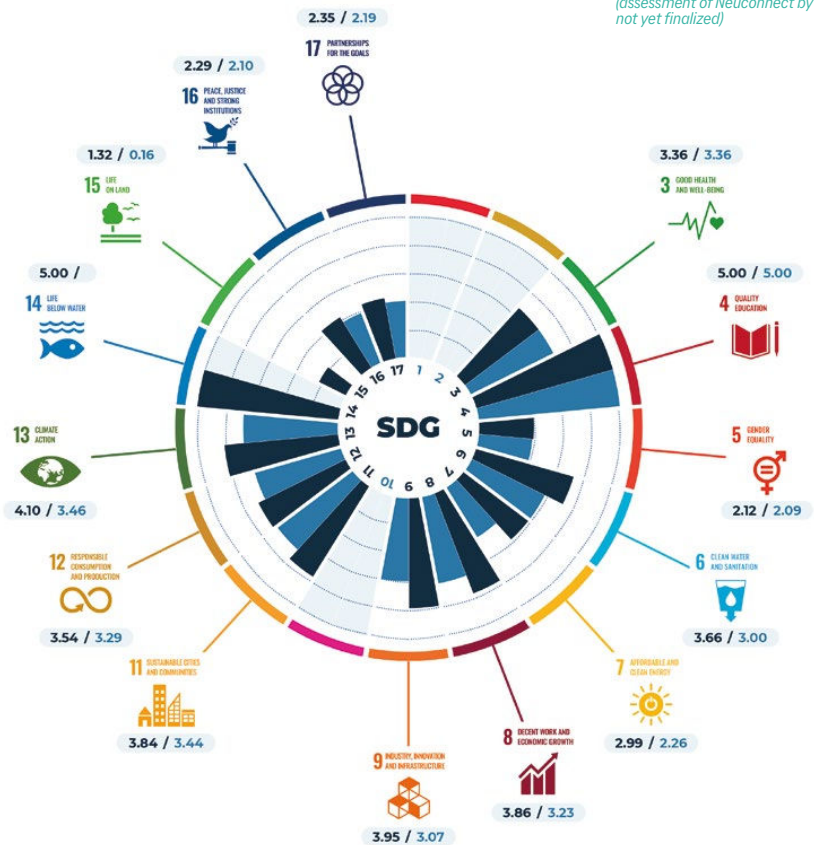 (assessment of Neuconnect by
not yet finalized)
2.35 / 2.19
17 PARTNERSHIPS
FOR THE GOALS
2.29 / 2.10
16 PEACE, JUSTICE
AND STRONG
INSTITUTIONS
1.32 / 0.16
15 LIFE
ON LAND
5.00 /
14 LIFE
BELOW WATER
13 CLIMATE
ACTION
4.10 / 3.46
12 RESPONSIBLE
CONSUMPTION
AND PRODUCTION
3.54 / 3.29
11 SUSTAINABLE CITIES
AND COMMUNITIES
3.84 / 3.44
9 INDUSTRY, INNOVATION
AND INFRASTRUCTURE
3.95 / 3.07
8 DECENT WORK AND
ECONOMIC GROWTH
3.86 / 3.23
7 AFFORDABLE AND
CLEAN ENERGY
2.99 / 2.26
6 CLEAN WATER
AND SANITATION
3.66 / 3.00
5 GENDER
EQUALITY
2.12 / 2.09
5.00 / 5.00
4 QUALITY
EDUCATION
3.36 / 3.36
3 GOOD HEALTH
AND WELL-BEING
SDG
1 2 3 4 5 6 7 8 9 10 11 12 13 14 15 16 17